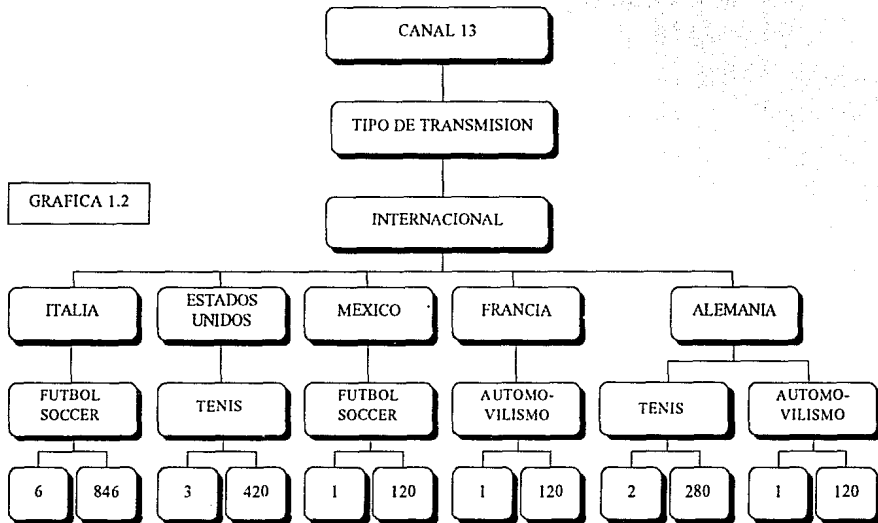 CANAL 13
TIPO DE TRANSMISION
GRAFICA 1.2
INTERNACIONAL
ITALIA
ESTADOS
UNIDOS
MEXICO
FRANCIA
ALEMANIA
FUTBOL
SOCCER
TENIS
FUTBOL
SOCCER
AUTOMO-
VILISMO
TENIS
AUTOMO-
VILISMO
6
846
3
420
1
120
1
120
2
280
1
120